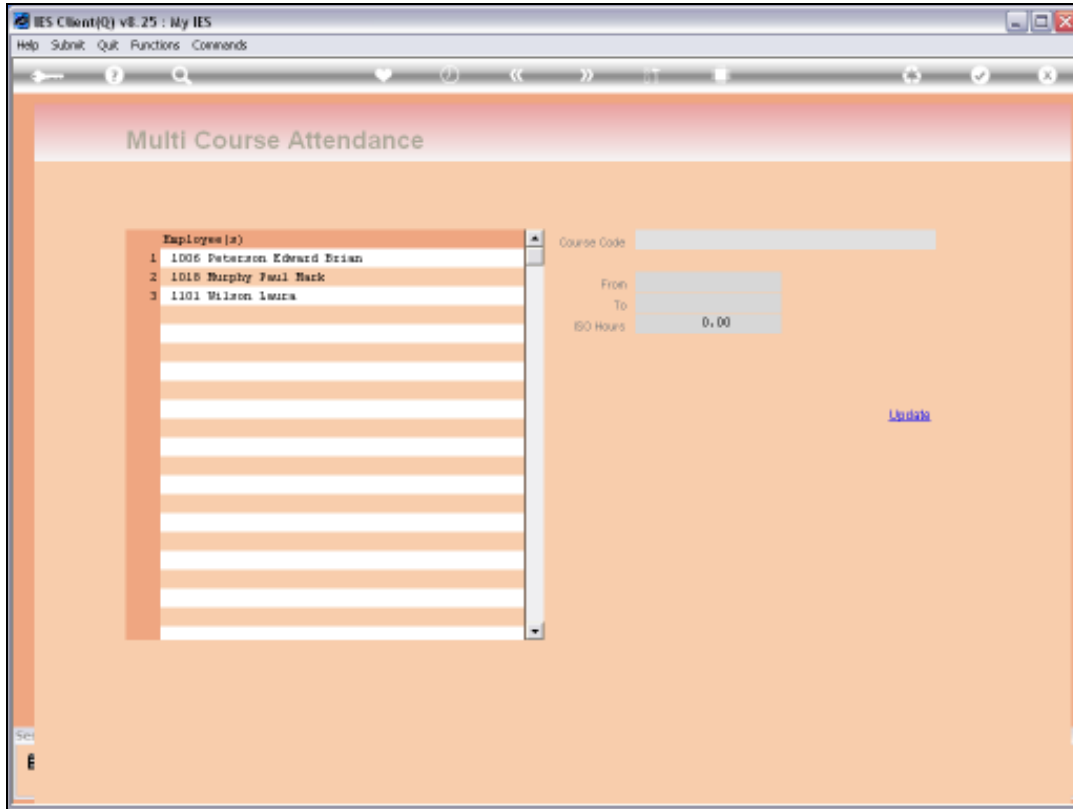 IES Client(Q) v8.25 : My IES
Help Submit Quit Functions Commands
Multi Course Attendance
Employee(s)
1 1006 Peterson Edward Brian
2 1018 Murphy Paul Mark
3 1101 Wilson Laura
Course Code
From
To
ISO Hours 0.00
Update
Ses